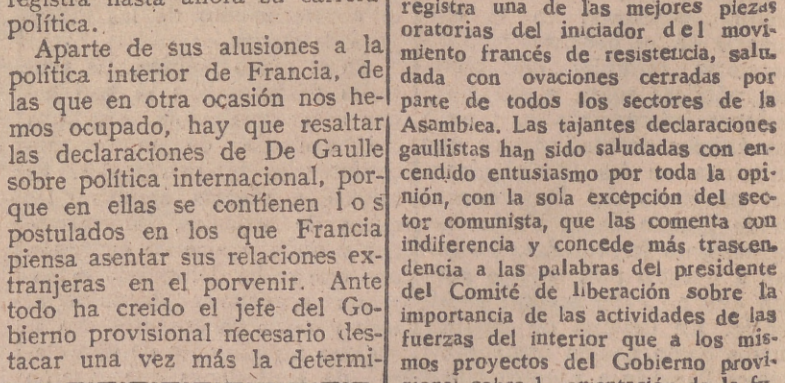 registra hasta ahora su carrera
política.
Aparte de sus alusiones a la
política interior de Francia, de
las que en otra ocasión nos he-
mos ocupado, hay que resaltar
las declaraciones de De Gaulle
sobre política internacional, por-
que en ellas se contienen los
postulados en los que Francia
piensa asentar sus relaciones ex-
tranjeras en el porvenir. Ante
todo ha creido el jefe del Go-
bierno provisional necesario des-
tacar una vez más la determi-
registra una de las mejores piezas
oratorias del iniciador del movi-
miento francés de resistencia, salu-
dada con ovaciones cerradas por
parte de todos los sectores de la
Asamblea. Las tajantes declaraciones
gaullistas han sido saludadas con en-
cendido entusiasmo por toda la opi-
nión, con la sola excepción del sec-
tor comunista, que las comenta con
indiferencia y concede más trascen-
dencia a las palabras del presidente
del Comité de liberación sobre la
importancia de las actividades de las
fuerzas del interior que a los mis-
mos proyectos del Gobierno provi-